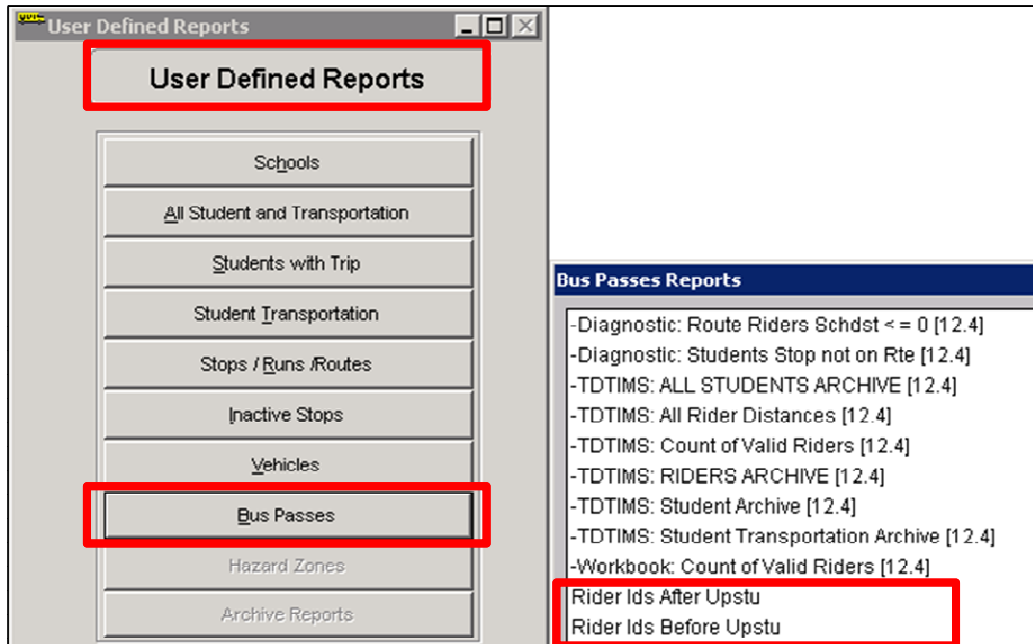 User Defined Reports
User Defined Reports
Schools
All Student and Transportation
Students with Trip
Student Transportation
Stops / Runs /Routes
Inactive Stops
Vehicles
Bus Passes
Hazard Zones
Archive Reports
Bus Passes Reports
-Diagnostic: Route Riders Schdst < = 0 [12.4]
-Diagnostic: Students Stop not on Rte [12.4]
-TDTIMS: ALL STUDENTS ARCHIVE [12.4]
-TDTIMS: All Rider Distances [12.4]
-TDTIMS: Count of Valid Riders [12.4]
-TDTIMS: RIDERS ARCHIVE [12.4]
-TDTIMS: Student Archive [12.4]
-TDTIMS: Student Transportation Archive [12.4]
-Workbook: Count of Valid Riders [12.4]
Rider Ids After Upstu
Rider Ids Before Upstu